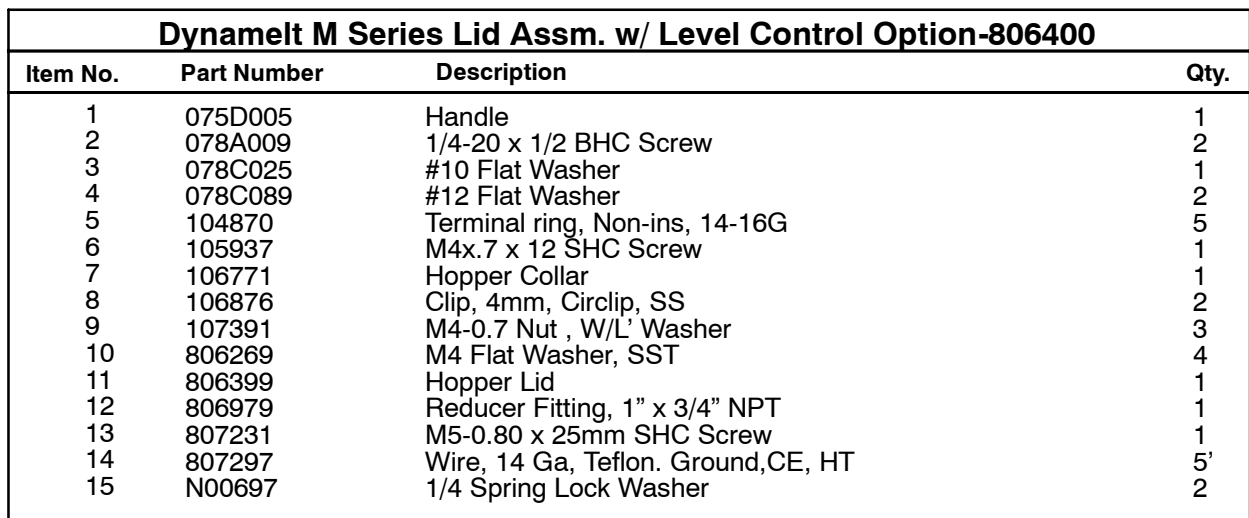 Dynamelt M Series Lid Assm. w/ Level Control Option-806400
Item No. Part Number Description Qty.
1 075D005 Handle 1
2 078A009 1/4-20 x 1/2 BHC Screw 2
3 078C025 #10 Flat Washer 1
4 078C089 #12 Flat Washer 2
5 104870 Terminal ring, Non-ins, 14-16G 5
6 105937 M4x.7 x 12 SHC Screw 1
7 106771 Hopper Collar 1
8 106876 Clip, 4mm, Circlip, SS 2
9 107391 M4-0.7 Nut , W/L’ Washer 3
10 806269 M4 Flat Washer, SST 4
11 806399 Hopper Lid 1
12 806979 Reducer Fitting, 1” x 3/4” NPT 1
13 807231 M5-0.80 x 25mm SHC Screw 1
14 807297 Wire, 14 Ga, Teflon. Ground,CE, HT 5’
15 N00697 1/4 Spring Lock Washer 2